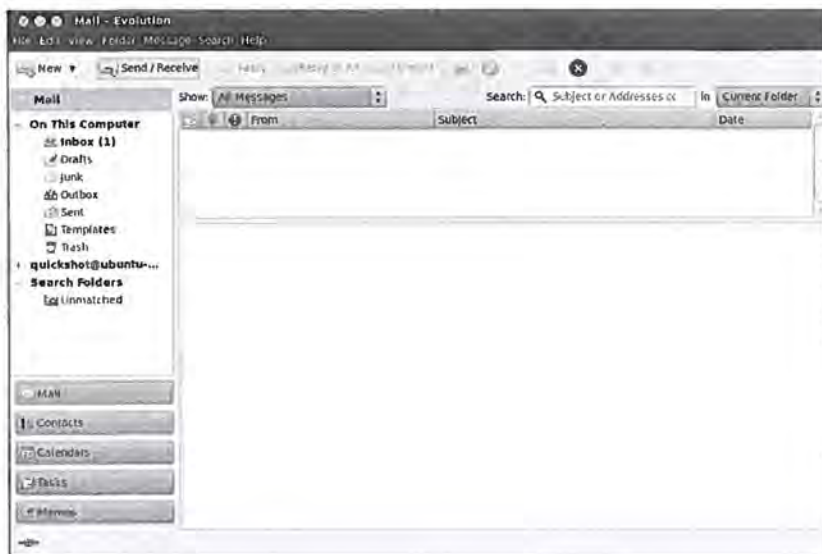 Mail - Evolution
File Edit View Folder Message Search Help
New Send / Receive Reply
Mail
Show: All Messages Search: Subject or Addresses cc In Current Folder
From Subject Date
On This Computer
Inbox (1)
Drafts
Junk
Outbox
Sent
Templates
Trash
quickshot@ubuntu-...
Search Folders
Unmatched
Mail
Contacts
Calendars
Tasks
Memos